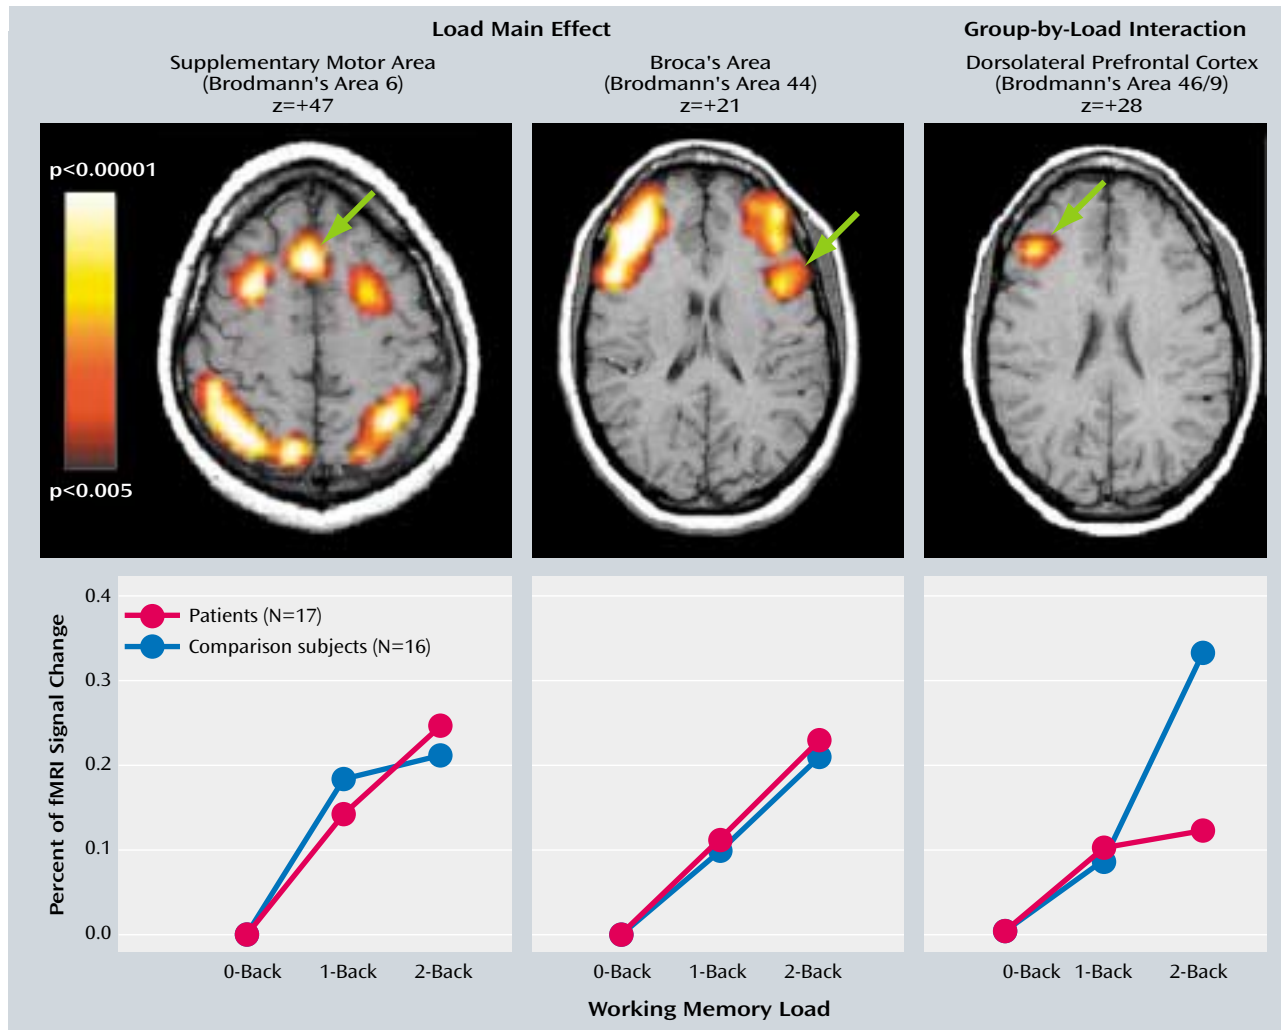 Load Main Effect
Group-by-Load Interaction
Supplementary Motor Area
(Brodmann's Area 6)
z=+47
Broca's Area
(Brodmann's Area 44)
z=+21
Dorsolateral Prefrontal Cortex
(Brodmann's Area 46/9)
z=+28
p<0.00001
p<0.005
Percent of fMRI Signal Change
0.4
0.3
0.2
0.1
0.0
Patients (N=17)
Comparison subjects (N=16)
0-Back 1-Back 2-Back
0-Back 1-Back 2-Back
0-Back 1-Back 2-Back
Working Memory Load